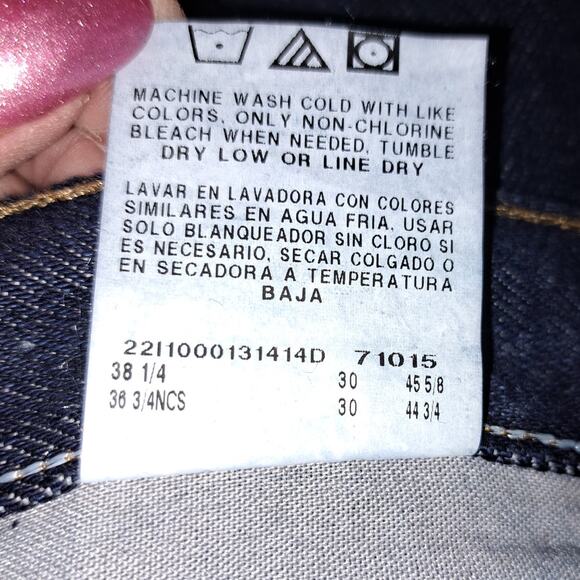 MACHINE WASH COLD WITH LIKE
COLORS, ONLY NON-CHLORINE
BLEACH WHEN NEEDED, TUMBLE
DRY LOW OR LINE DRY
LAVAR EN LAVADORA CON COLORES
SIMILARES EN AGUA FRIA, USAR
SOLO BLANQUEADOR SIN CLORO SI
ES NECESARIO, SECAR COLGADO O
EN SECADORA A TEMPERATURA
BAJA
22I1000131414D 71015
38 1/4 30 45 5/8
36 3/4NCS 30 44 3/4